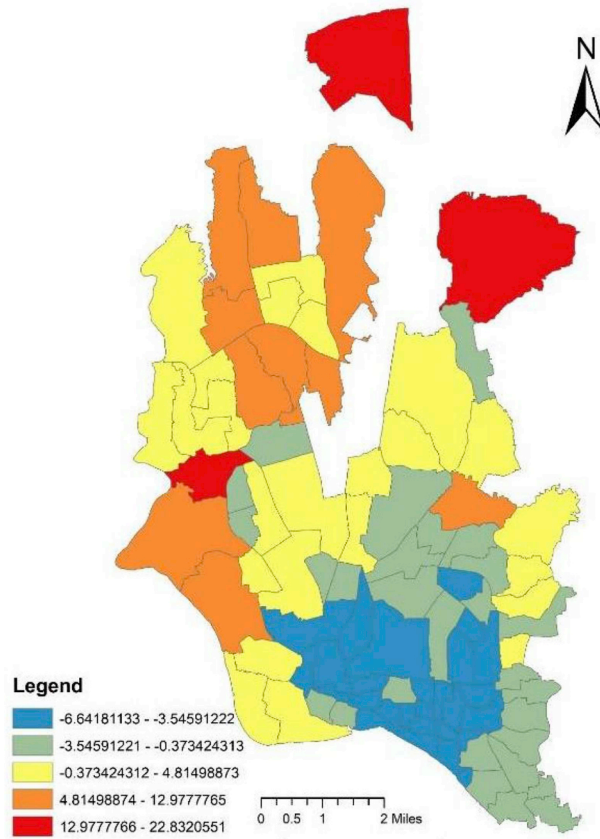 N
Legend
-6.64181133 - -3.54591222
-3.54591221 - -0.373424313
-0.373424312 - 4.81498873
4.81498874 - 12.9777765
12.9777766 - 22.8320551
0 0.5 1 2 Miles